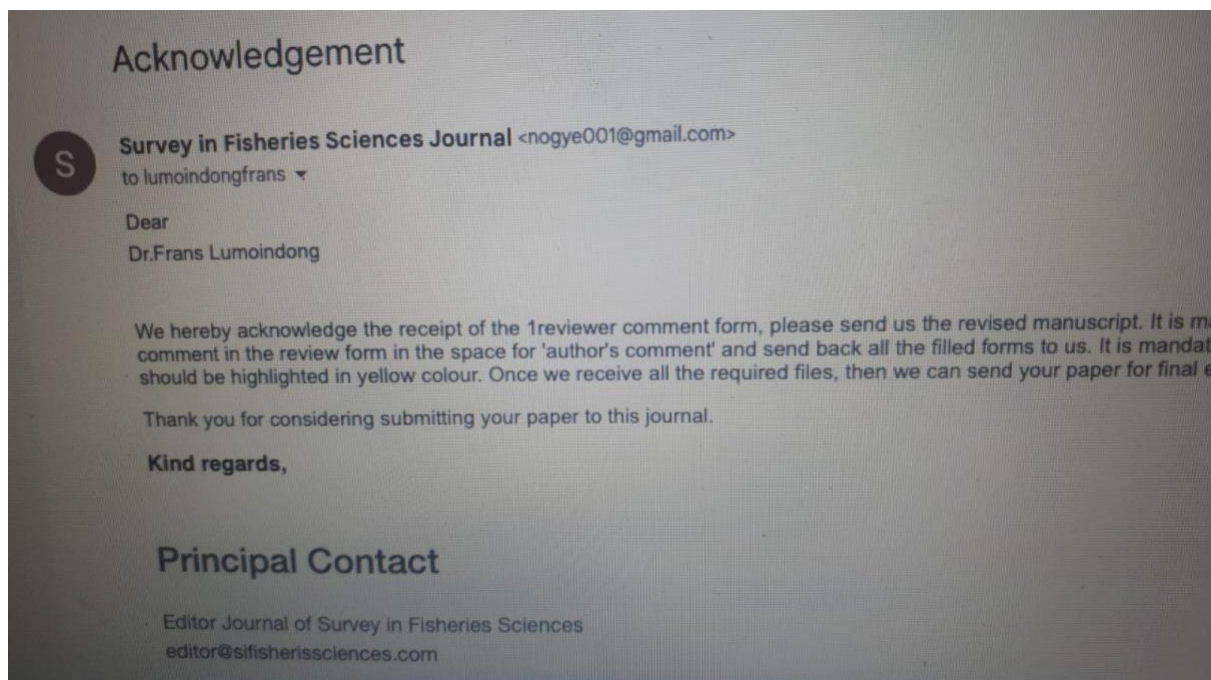 Acknowledgement
S
Survey in Fisheries Sciences Journal <nogye001@gmail.com>
to lumoindongfrans
Dear
Dr.Frans Lumoindong
We hereby acknowledge the receipt of the 1reviewer comment form, please send us the revised manuscript. It is
comment in the review form in the space for 'author's comment' and send back all the filled forms to us. It is
should be highlighted in yellow colour. Once we receive all the required files, then we can send your paper for final
Thank you for considering submitting your paper to this journal.
Kind regards,
Principal Contact
Editor Journal of Survey in Fisheries Sciences
editor@sifisherissciences.com